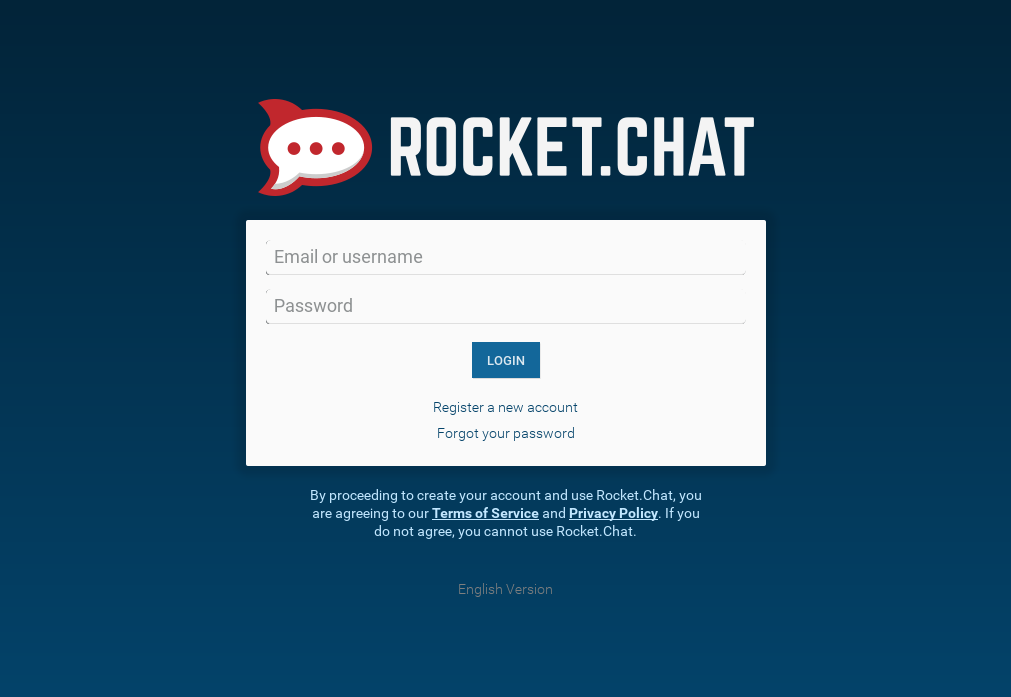 ROCKET.CHAT
Email or username
Password
LOGIN
Register a new account
Forgot your password
By proceeding to create your account and use Rocket.Chat, you
are agreeing to our Terms of Service and Privacy Policy. If you
do not agree, you cannot use Rocket.Chat.
English Version